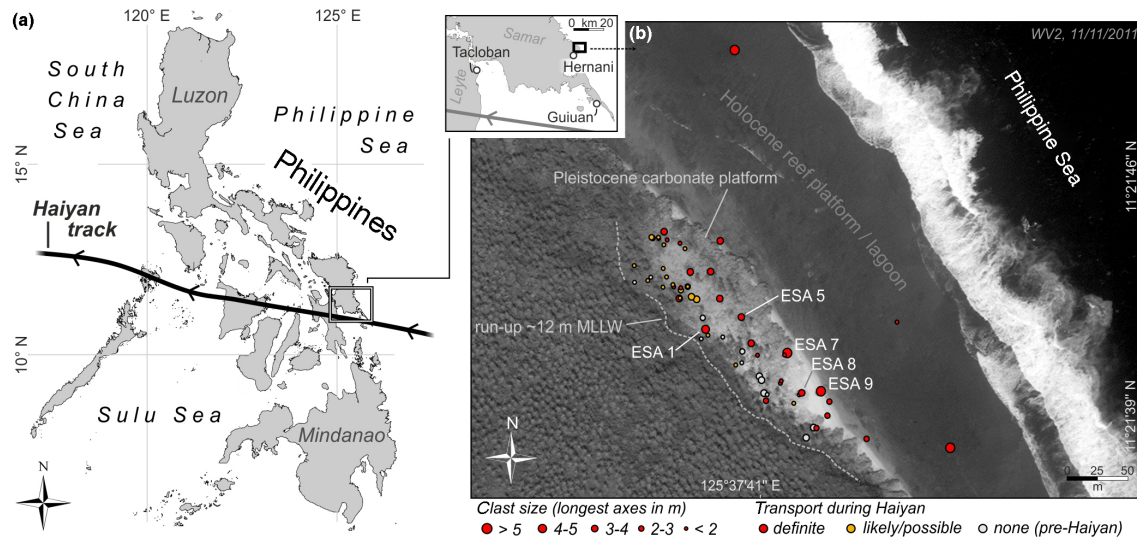 (a)
120° E
125° E
South
China
Sea
Luzon
Philippine
Sea
Philippines
15° N
Haiyan
track
10° N
Sulu Sea
Mindanao
N
0 km 20
Samar
Tacloban
Hernani
Leyte
Guiuan
(b)
WV2, 11/11/2011
Philippine Sea
Holocene reef platform / lagoon
Pleistocene carbonate platform
11°21'46" N
ESA 5
run-up ~12 m MLLW
ESA 1
ESA 7
ESA 8
ESA 9
11°21'39" N
N
125°37'41'' E
0 25 50
m
Clast size (longest axes in m)
> 5 4-5 3-4 2-3 < 2
Transport during Haiyan
definite likely/possible none (pre-Haiyan)